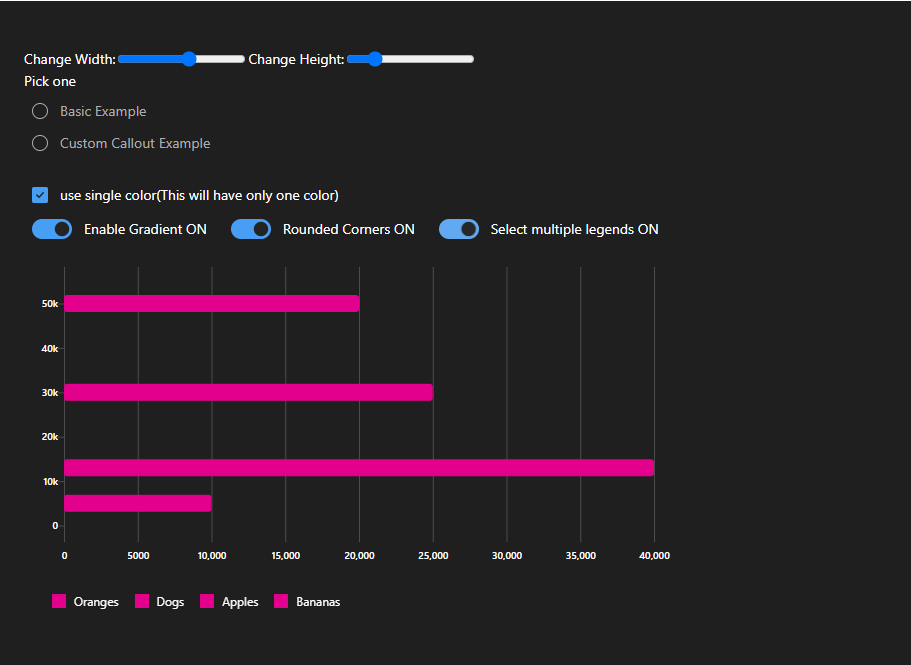 Change Width: Change Height:
Pick one
Basic Example
Custom Callout Example
use single color(This will have only one color)
Enable Gradient ON Rounded Corners ON Select multiple legends ON
50k
40k
30k
20k
10k
0
0 5000 10,000 15,000 20,000 25,000 30,000 35,000 40,000
Oranges Dogs Apples Bananas